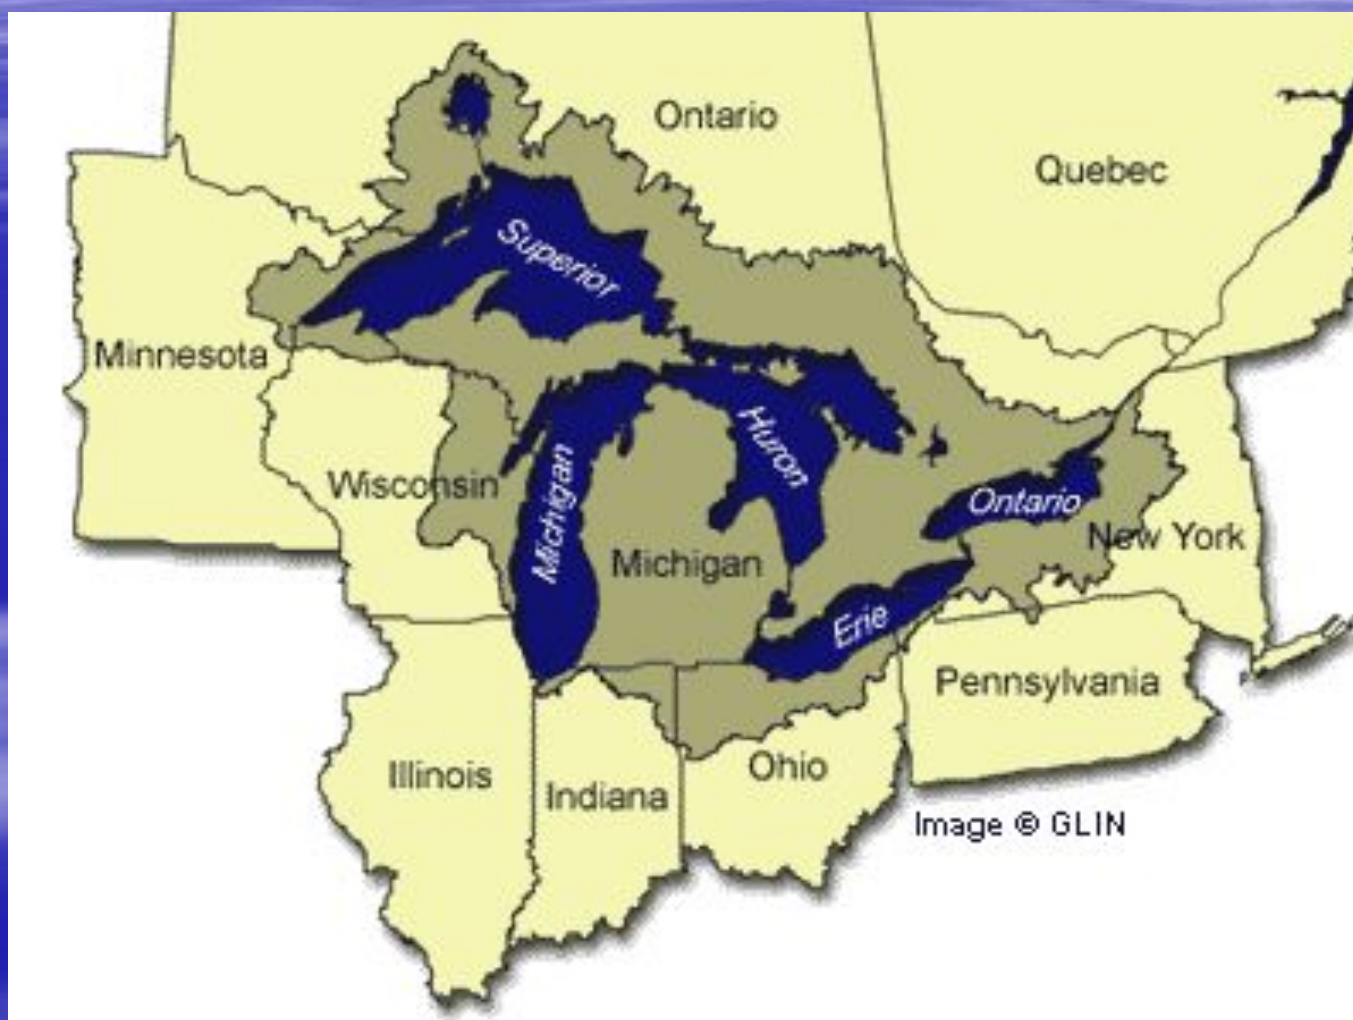 Ontario
Quebec
Superior
Minnesota
Huron
Wisconsin
Michigan
Ontario
Michigan
New York
Erie
Pennsylvania
Illinois
Indiana
Ohio
Image © GLIN